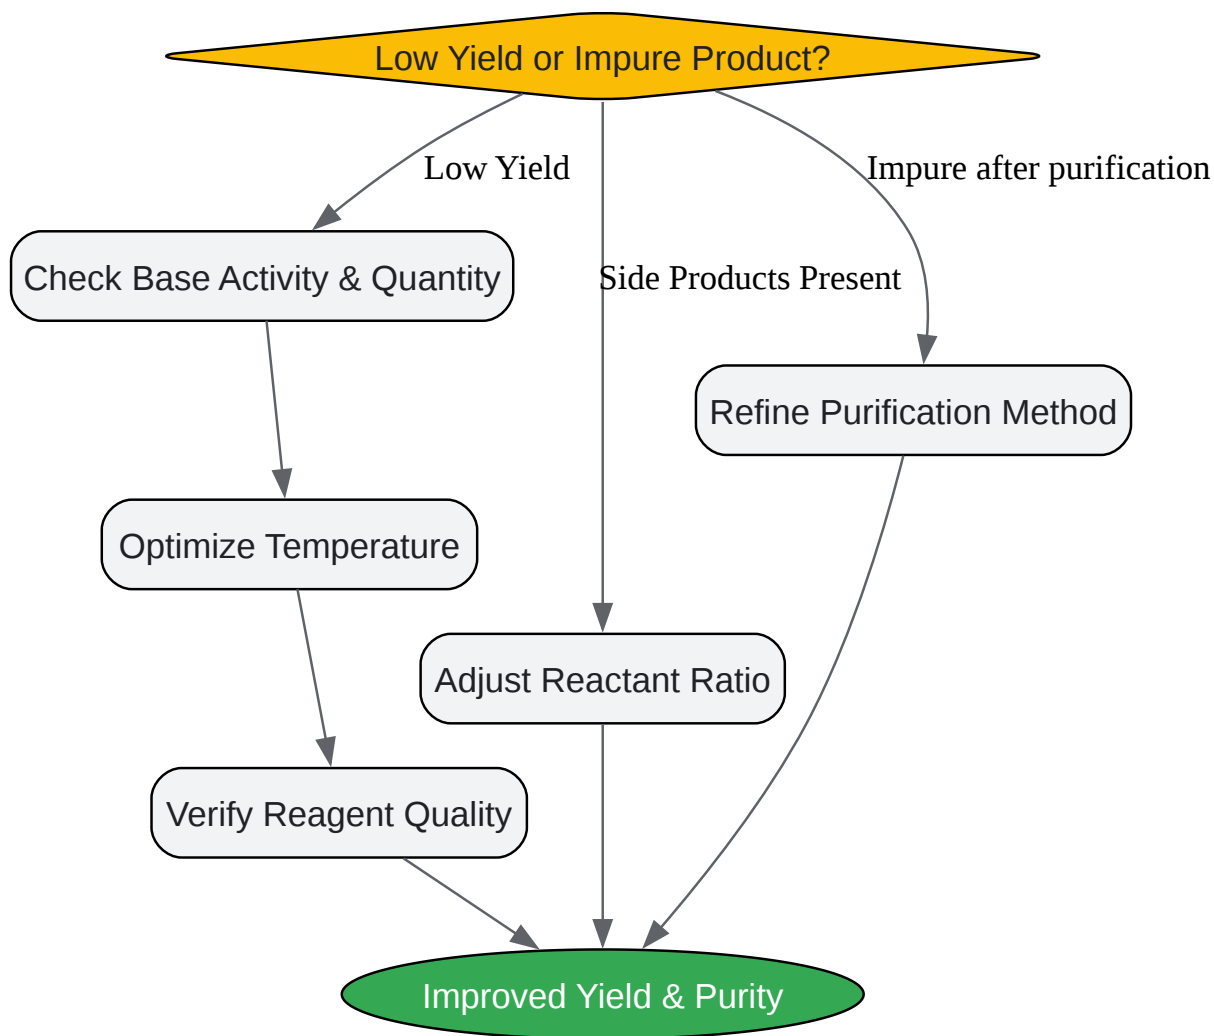 Low Yield or Impure Product?
Low Yield
Impure after purification
Check Base Activity & Quantity
Side Products Present
Refine Purification Method
Optimize Temperature
Adjust Reactant Ratio
Verify Reagent Quality
Improved Yield & Purity